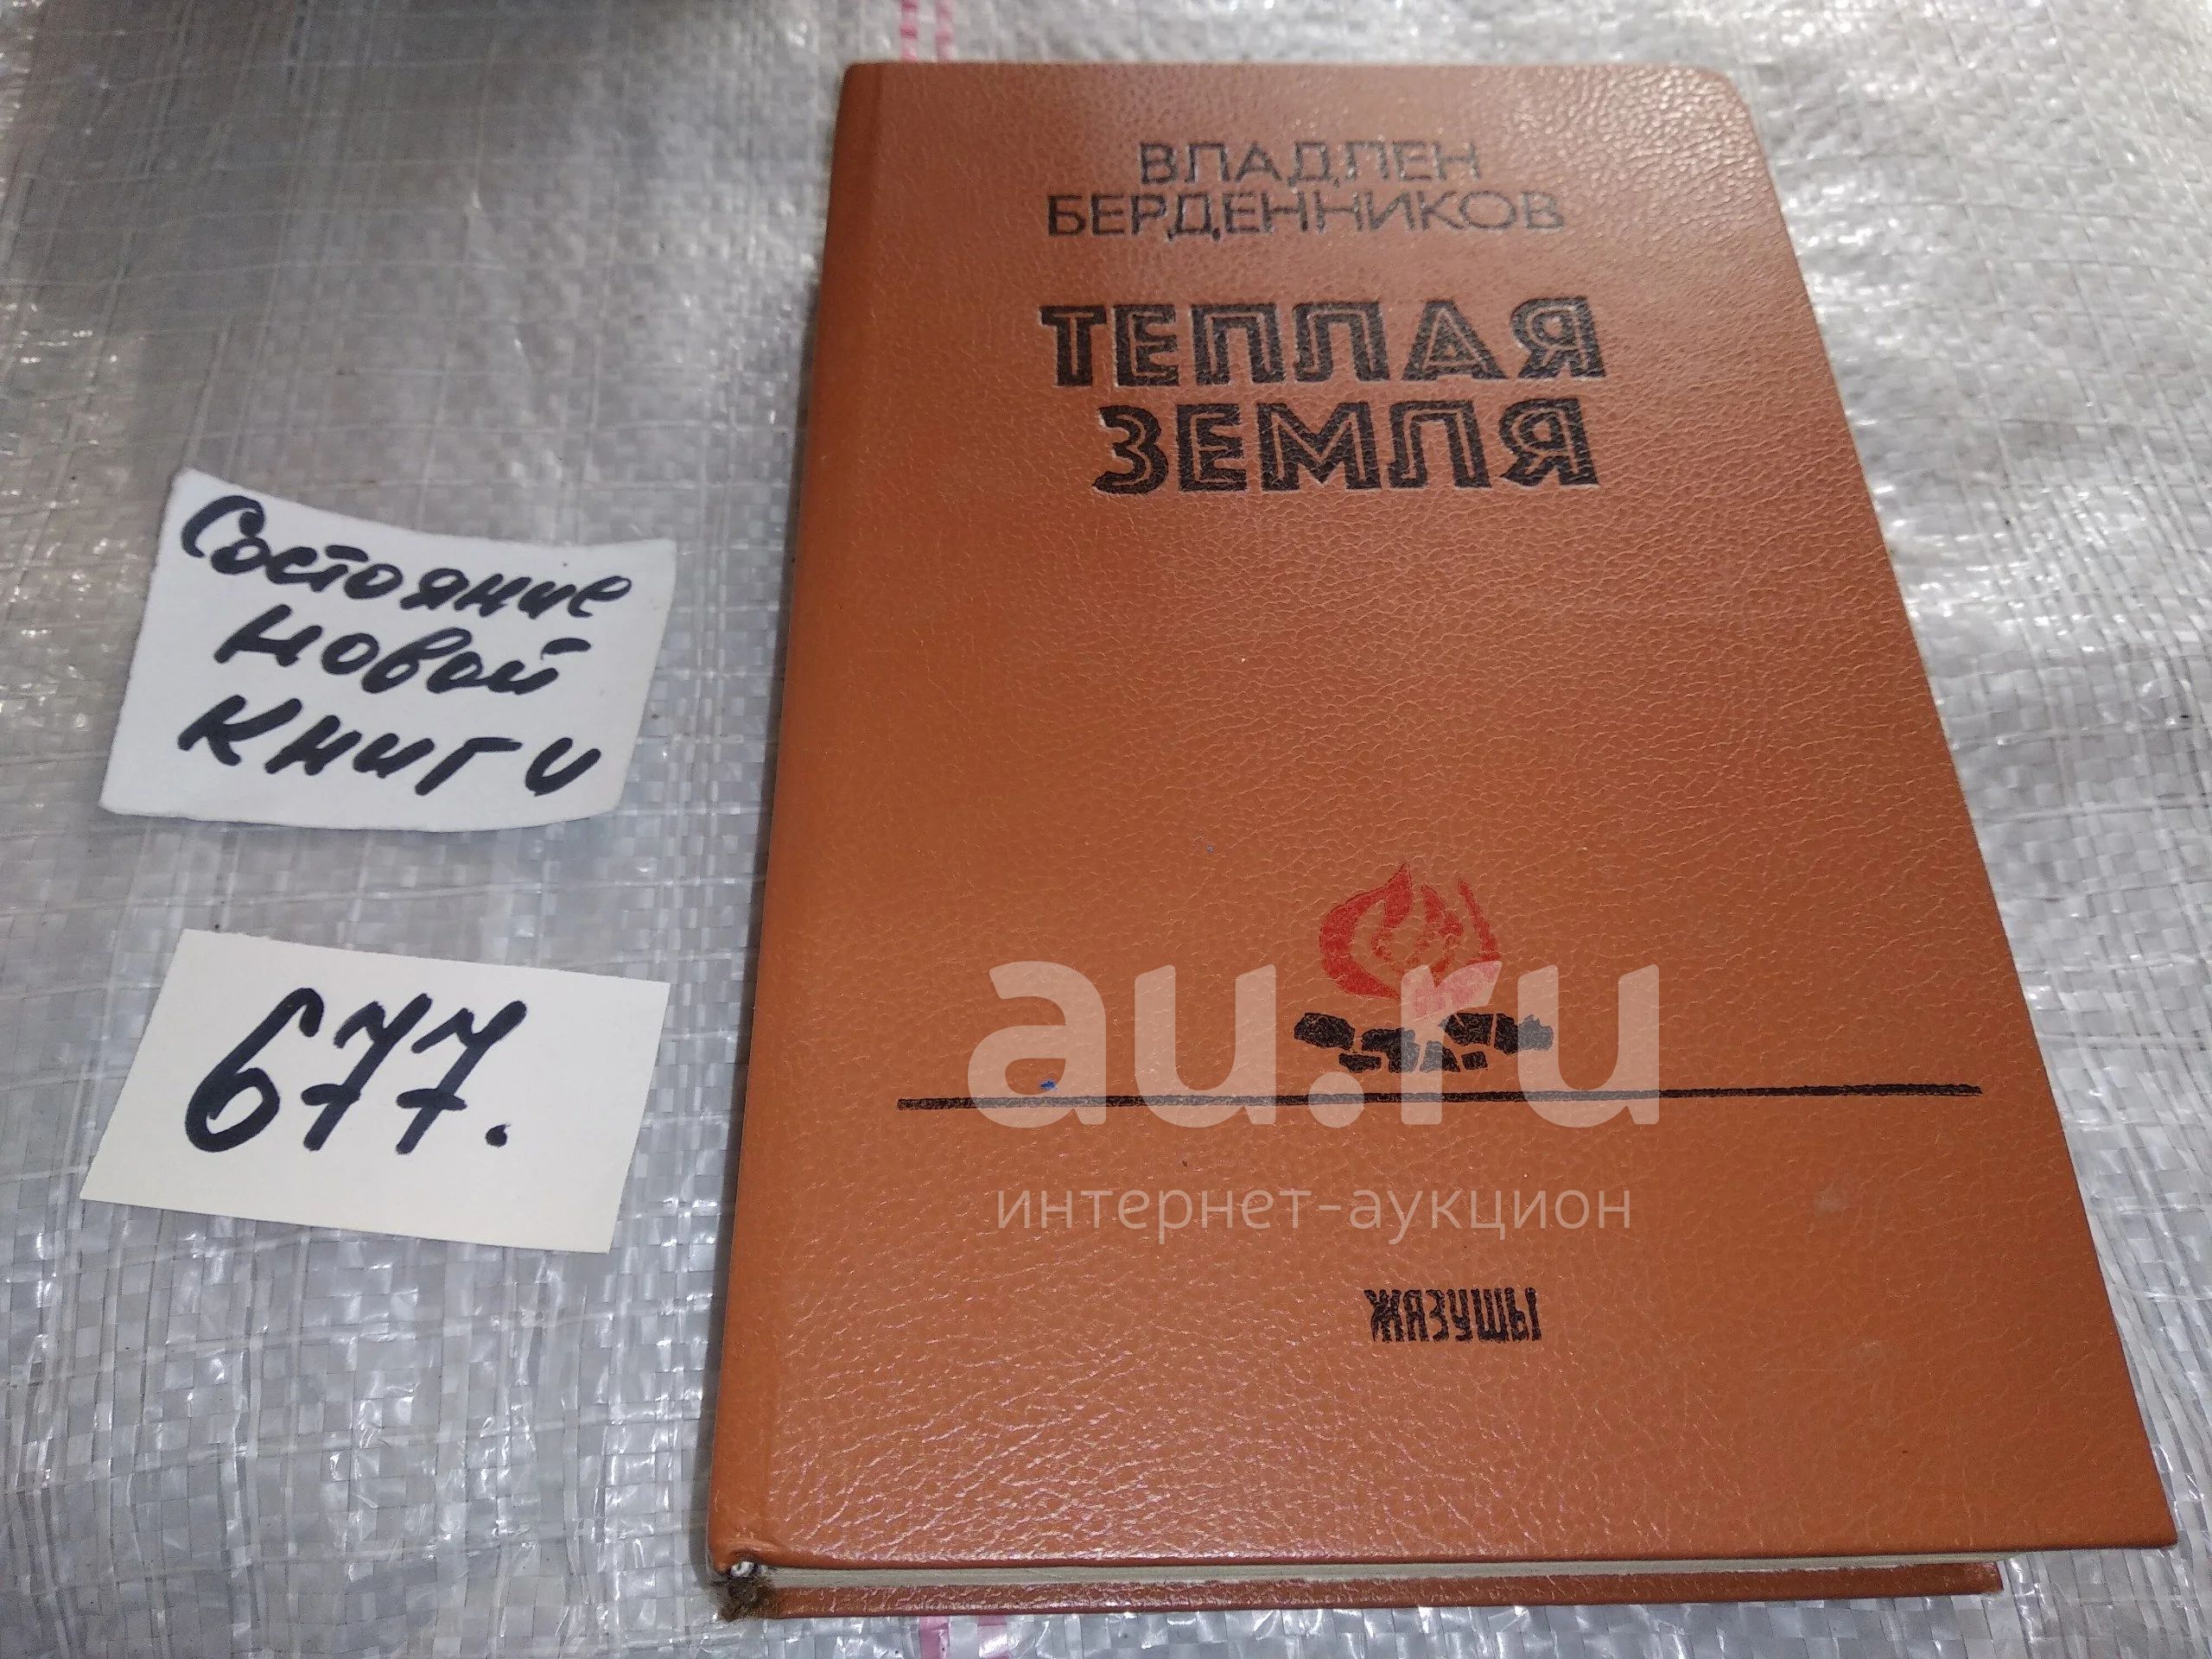 ВЛАДЛЕН
БЕРДЕННИКОВ
ТЕПЛАЯ
ЗЕМЛЯ
Состояние
новой
книги
677.
au.ru
интернет-аукцион
ЖАЗУШЫ